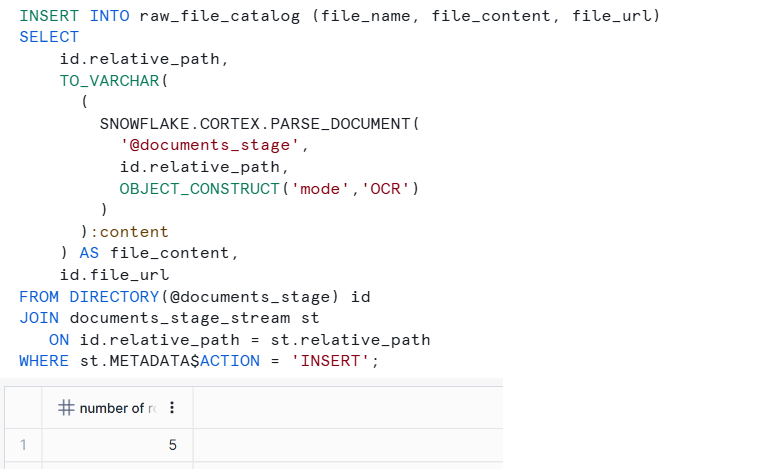 INSERT INTO raw_file_catalog (file_name, file_content, file_url)
SELECT
id.relative_path,
TO_VARCHAR(
(
SNOWFLAKE.CORTEX.PARSE_DOCUMENT(
'@documents_stage',
id.relative_path,
OBJECT_CONSTRUCT('mode','OCR')
)
):content
) AS file_content,
id.file_url
FROM DIRECTORY(@documents_stage) id
JOIN documents_stage_stream st
ON id.relative_path = st.relative_path
WHERE st.METADATA$ACTION = 'INSERT';
# number of
1 5